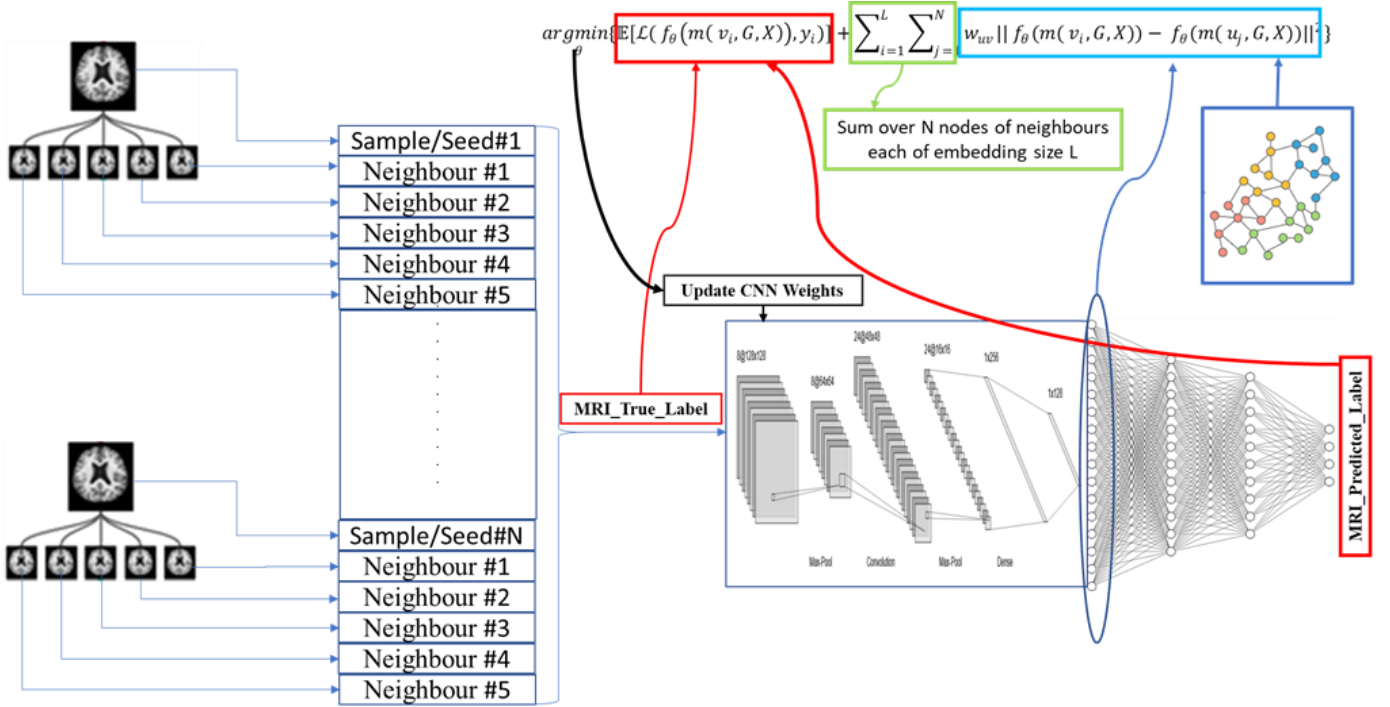 argmin{𝔼[ℒ( f_θ(m( v_i, G, X)), y_i)] + ∑_{i=1}^{L} ∑_{j=1}^{N} w_{uv}|| f_θ(m( v_i, G, X)) − f_θ(m( u_j, G, X))||² }
θ
Sum over N nodes of neighbours
each of embedding size L
Sample/Seed#1
Neighbour #1
Neighbour #2
Neighbour #3
Neighbour #4
Neighbour #5
Update CNN Weights
MRI_True_Label
8@128x128
8@64x64
24@48x48
24@16x16
1x256
1x128
Max-Pool
Convolution
Max-Pool
Dense
MRI_Predicted_Label
Sample/Seed#N
Neighbour #1
Neighbour #2
Neighbour #3
Neighbour #4
Neighbour #5